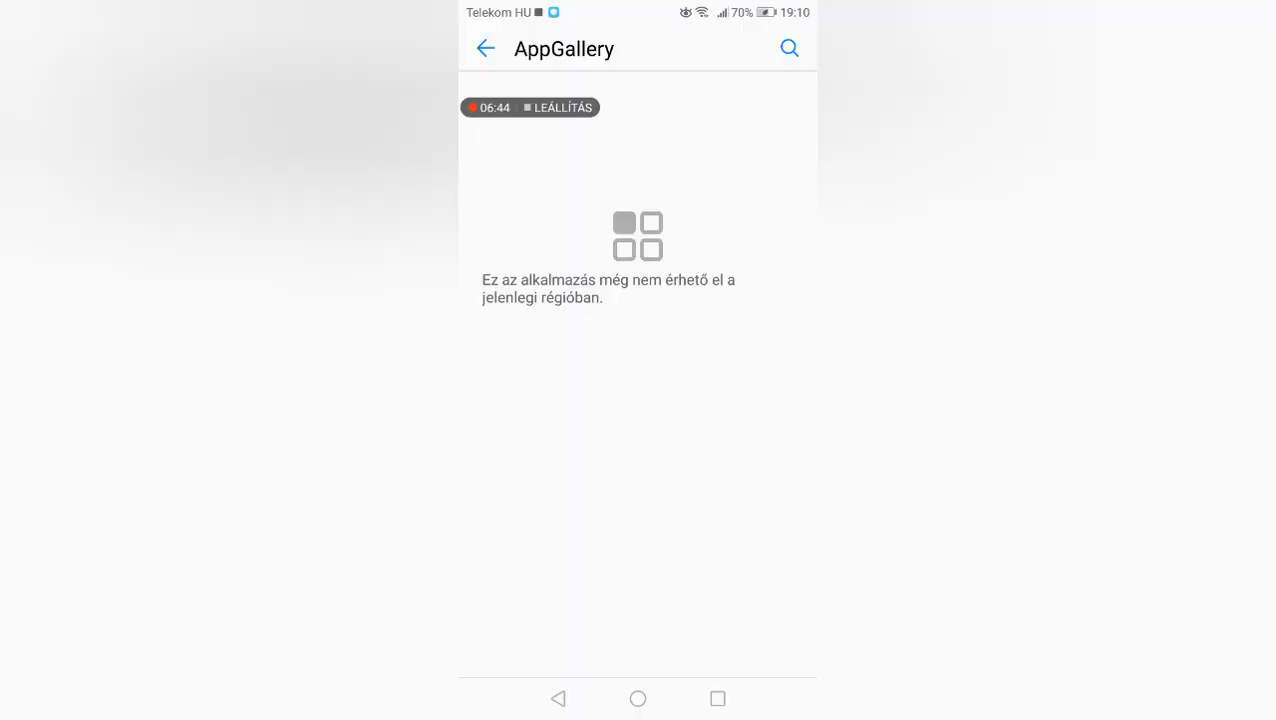 Telekom HU 70% 19:10
AppGallery
06:44 LEÁLLÍTÁS
Ez az alkalmazás még nem érhető el a
jelenlegi régióban.